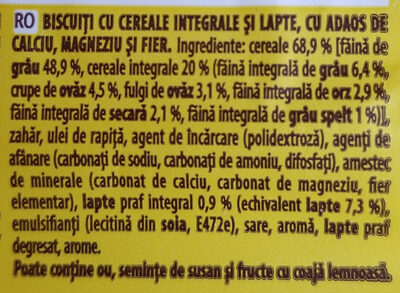 RO BISCUIȚI CU CEREALE INTEGRALE ȘI LAPTE, CU ADAOS DE
CALCIU, MAGNEZIU ȘI FIER. Ingrediente: cereale 68,9 % [făină de
grâu 48,9 %, cereale integrale 20 % (făină integrală de grâu 6,4 %,
crupe de ovăz 4,5 %, fulgi de ovăz 3,1 %, făină integrală de orz 2,9 %,
făină integrală de secară 2,1 %, făină integrală de grâu spelt 1 %)],
zahăr, ulei de rapiță, agent de încărcare (polidextroză), agenți de
afânare (carbonați de sodiu, carbonați de amoniu, difosfați), amestec
de minerale (carbonat de calciu, carbonat de magneziu, fier
elementar), lapte praf integral 0,9 % (echivalent lapte 7,3 %),
emulsifianți (lecitină din soia, E472e), sare, aromă, lapte praf
degresat, arome.
Poate conține ou, semințe de susan și fructe cu coajă lemnoasă.